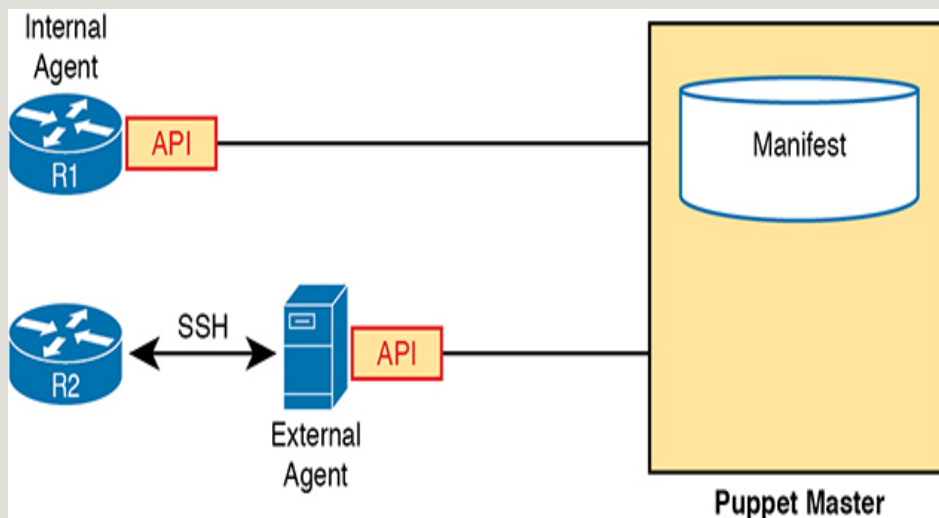 Internal
Agent
R1
API
Manifest
R2
SSH
API
External
Agent
Puppet Master